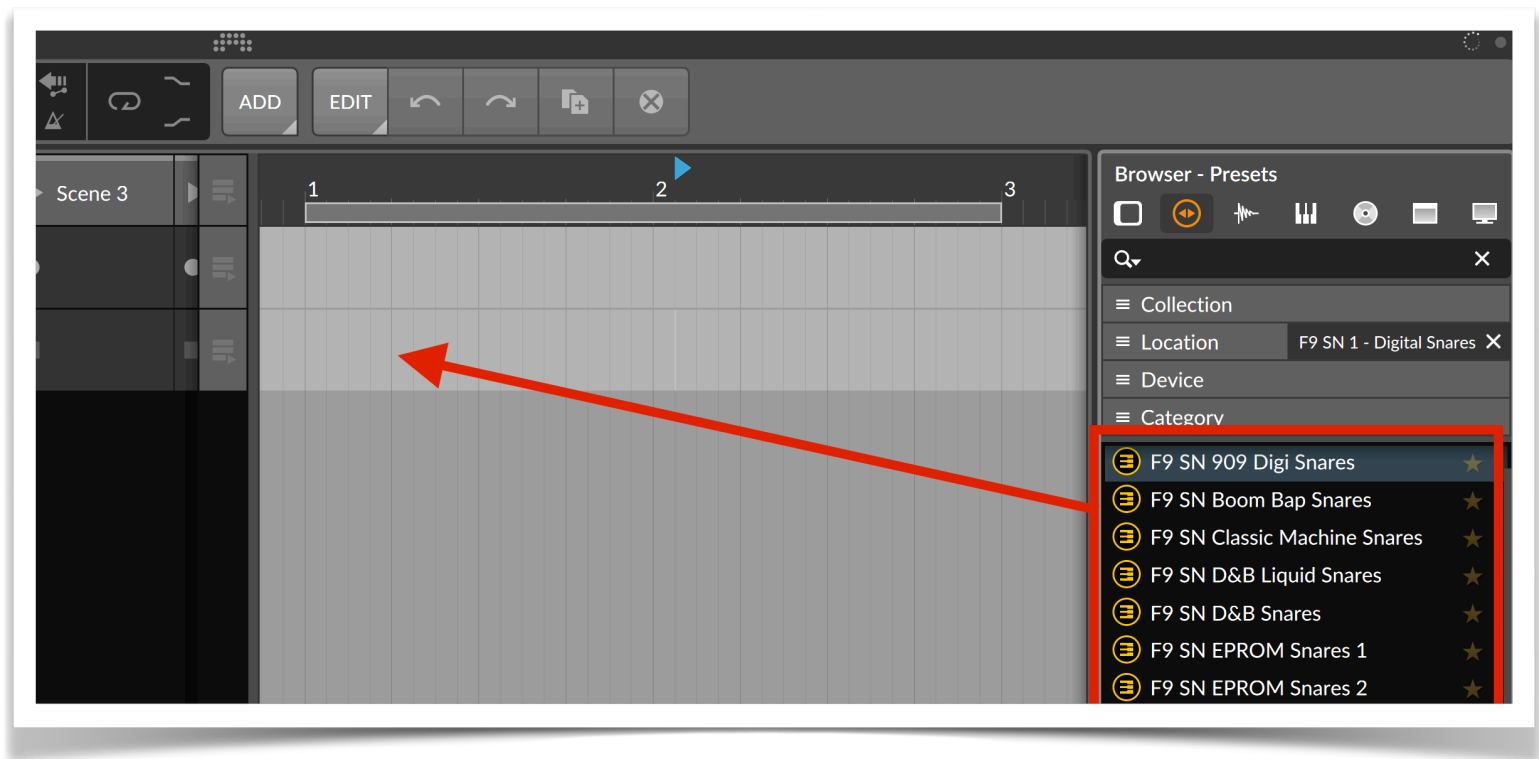 ADD
EDIT
Scene 3
1
2
3
Browser - Presets
Collection
Location
F9 SN 1 - Digital Snares
Device
Category
F9 SN 909 Digi Snares
F9 SN Boom Bap Snares
F9 SN Classic Machine Snares
F9 SN D&B Liquid Snares
F9 SN D&B Snares
F9 SN EPROM Snares 1
F9 SN EPROM Snares 2